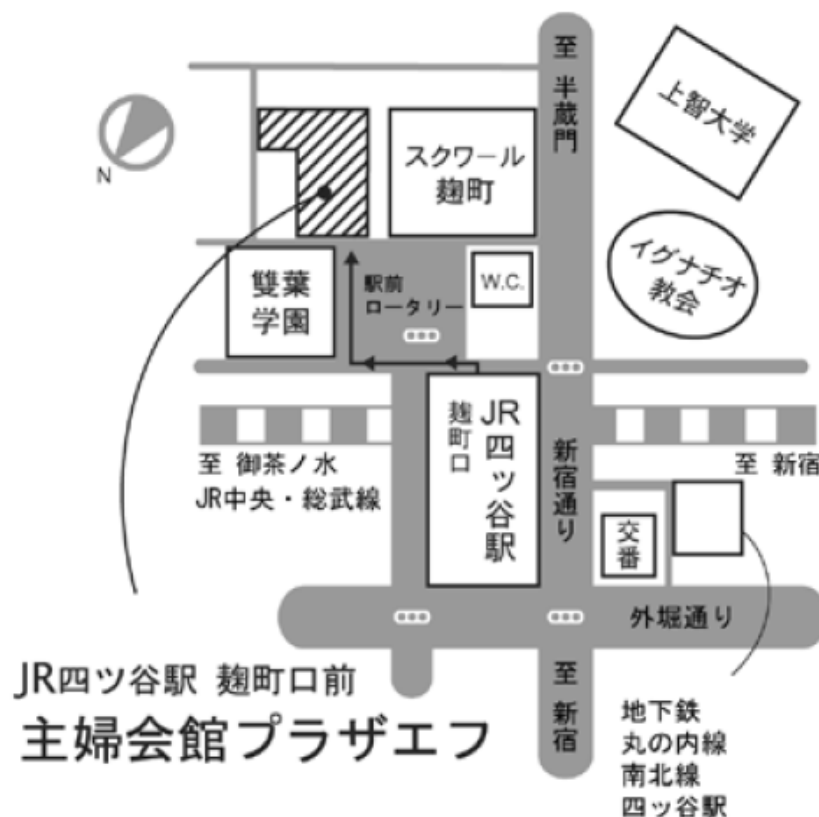 至 半蔵門
上智大学
スクワール
麹町
N
イグナチオ
教会
雙葉
学園
駅前
ロータリー
W.C.
JR四ッ谷駅
麹町口
新宿通り
至 御茶ノ水
JR中央・総武線
至 新宿
交番
外堀通り
至 新宿
JR四ツ谷駅 麹町口前
主婦会館プラザエフ
地下鉄
丸の内線
南北線
四ッ谷駅